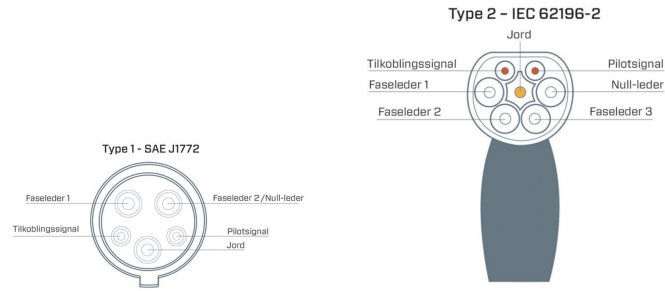 Type 2 – IEC 62196-2
Jord
Tilkoblingssignal
Pilotsignal
Faseleder 1
Null-leder
Faseleder 2
Faseleder 3
Type 1 - SAE J1772
Faseleder 1
Faseleder 2/Null-leder
Tilkoblingssignal
Pilotsignal
Jord